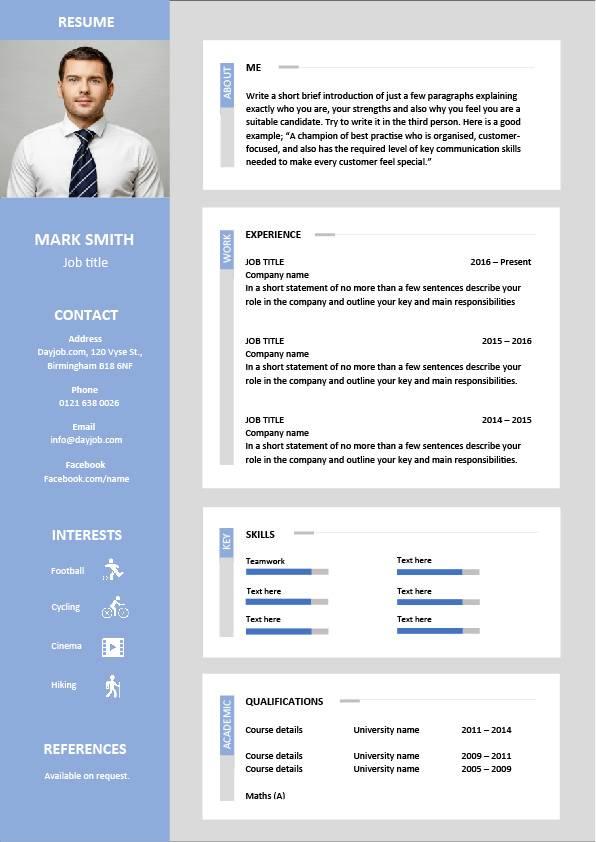 RESUME
MARK SMITH
Job title
CONTACT
Address
Dayjob.com, 120 Vyse St.,
Birmingham B18 6NF
Phone
0121 638 0026
Email
info@dayjob.com
Facebook
Facebook.com/name
INTERESTS
Football
Cycling
Cinema
Hiking
REFERENCES
Available on request.
ABOUT ME
Write a short brief introduction of just a few paragraphs explaining
exactly who you are, your strengths and also why you feel you are a
suitable candidate. Try to write it in the third person. Here is a good
example; “A champion of best practise who is organised, customer-
focused, and also has the required level of key communication skills
needed to make every customer feel special.”
WORK EXPERIENCE
JOB TITLE 2016 – Present
Company name
In a short statement of no more than a few sentences describe your
role in the company and outline your key and main responsibilities
JOB TITLE 2015 – 2016
Company name
In a short statement of no more than a few sentences describe your
role in the company and outline your key and main responsibilities.
JOB TITLE 2014 – 2015
Company name
In a short statement of no more than a few sentences describe your
role in the company and outline your key and main responsibilities.
KEY SKILLS
Teamwork Text here
Text here Text here
Text here Text here
ACADEMIC QUALIFICATIONS
Course details University name 2011 – 2014
Course details University name 2009 – 2011
Course details University name 2005 – 2009
Maths (A)